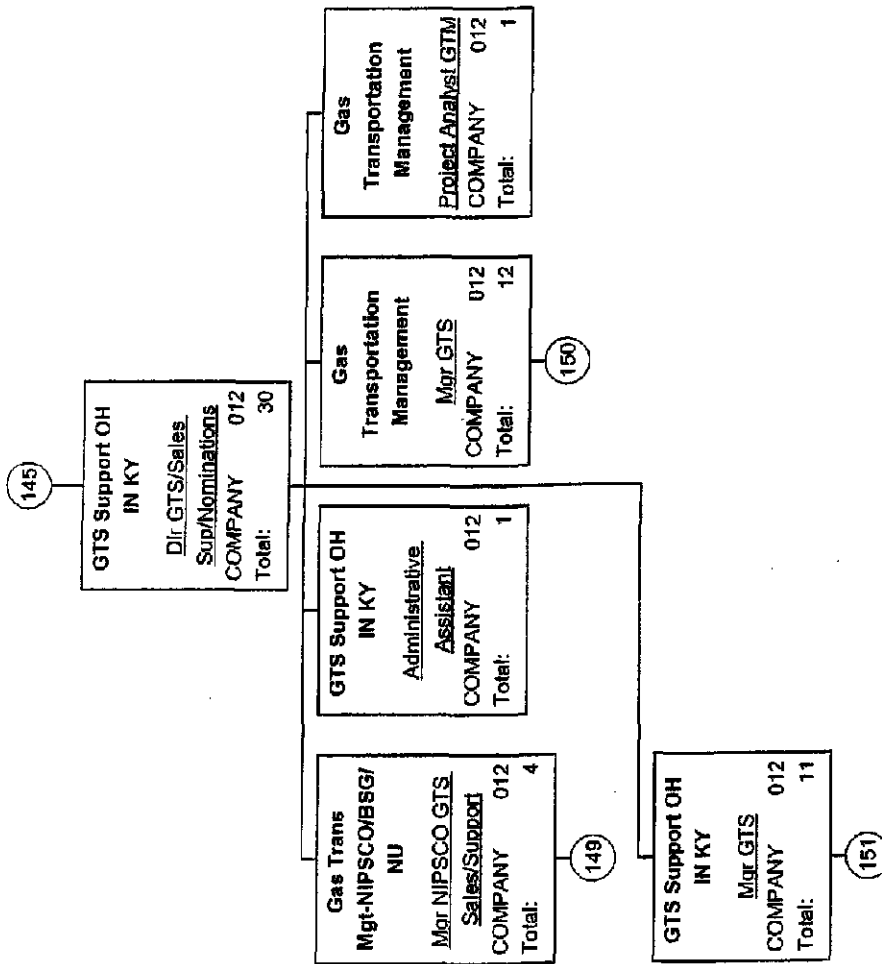 145
GTS Support OH
IN KY
Dir GTS/Sales
Sup/Nominations
COMPANY 012
Total: 30
Gas Trans
Mgt-NIPSCO/BSG/
NU
Mgr NIPSCO GTS
Sales/Support
COMPANY 012
Total: 4
149
GTS Support OH
IN KY
Administrative
Assistant
COMPANY 012
Total: 1
Gas
Transportation
Management
Mgr GTS
COMPANY 012
Total: 12
150
Gas
Transportation
Management
Project Analyst GTM
COMPANY 012
Total: 1
GTS Support OH
IN KY
Mgr GTS
COMPANY 012
Total: 11
151